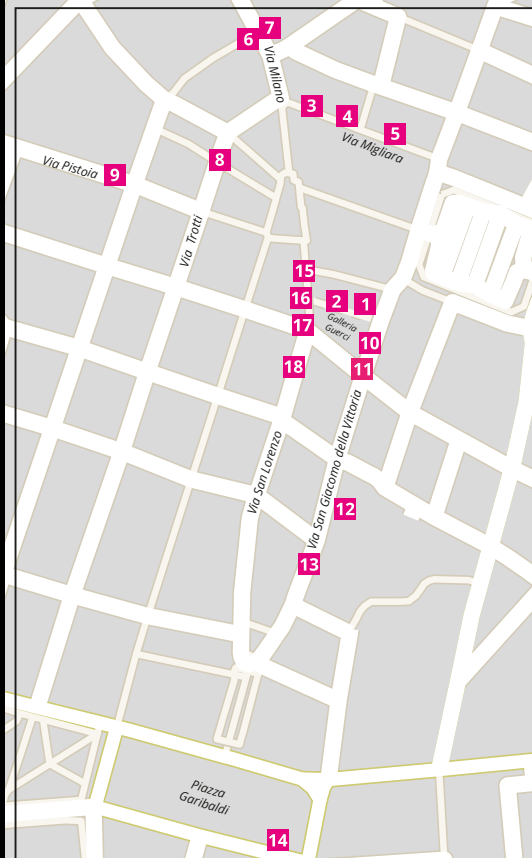 7
6
Via Milano
3
4
5
Via Migliara
8
Via Pistoia
9
Via Trotti
15
16
2
1
Galleria
Guerci
17
10
18
11
Via San Giacomo della Vittoria
Via San Lorenzo
12
13
Piazza
Garibaldi
14